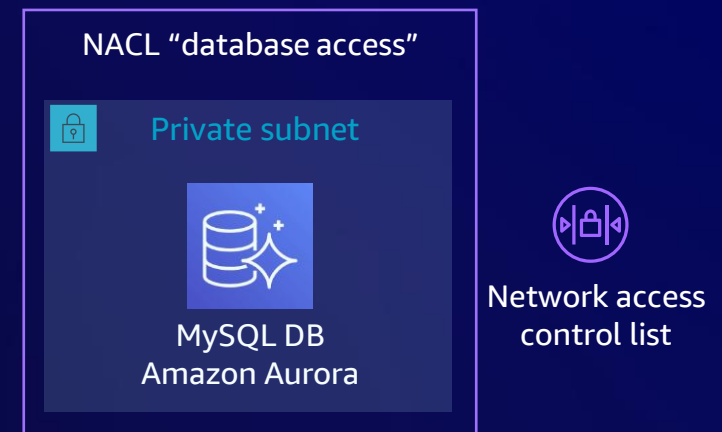 NACL “database access”
Private subnet
MySQL DB
Amazon Aurora
Network access
control list